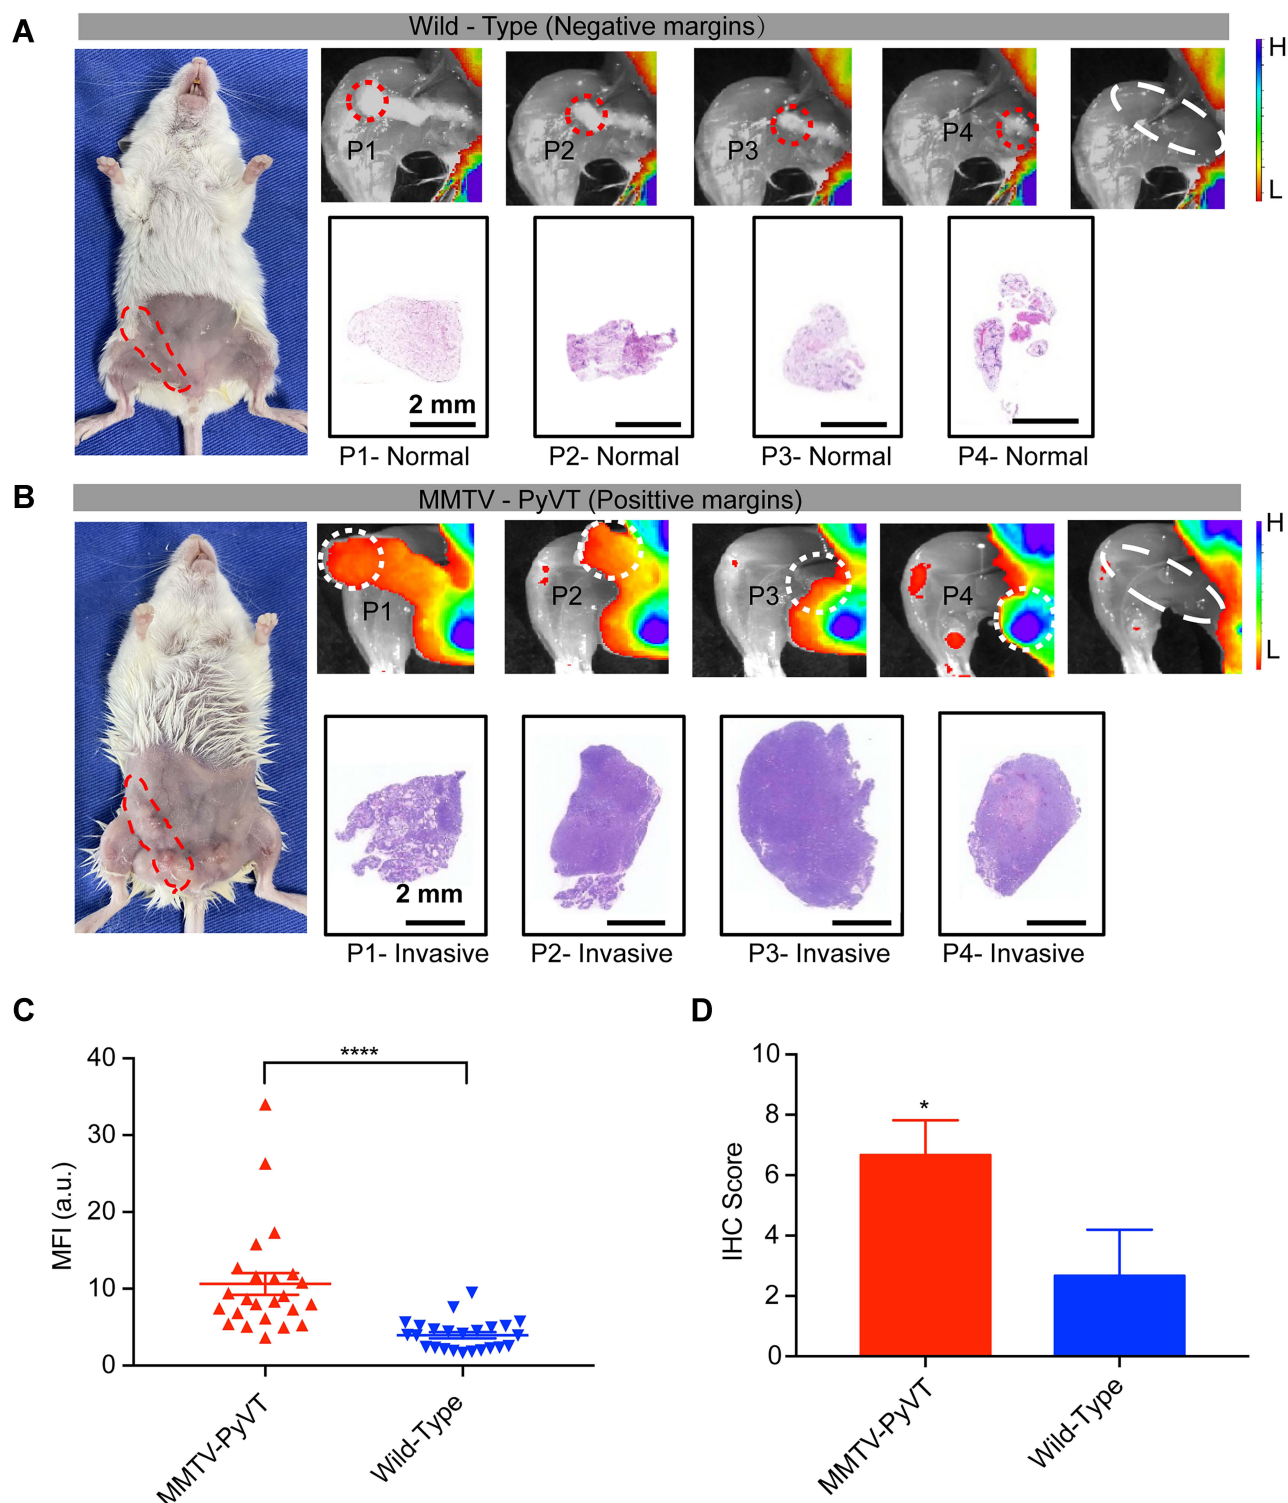 A
Wild - Type (Negative margins）
P1
P2
P3
P4
H
L
2 mm
P1- Normal
P2- Normal
P3- Normal
P4- Normal
B
MMTV - PyVT (Posittive margins)
P1
P2
P3
P4
H
L
2 mm
P1- Invasive
P2- Invasive
P3- Invasive
P4- Invasive
C
MFI (a.u.)
40
30
20
10
0
****
MMTV-PyVT
Wild-Type
D
IHC Score
10
8
6
4
2
0
*
MMTV-PyVT
Wild-Type